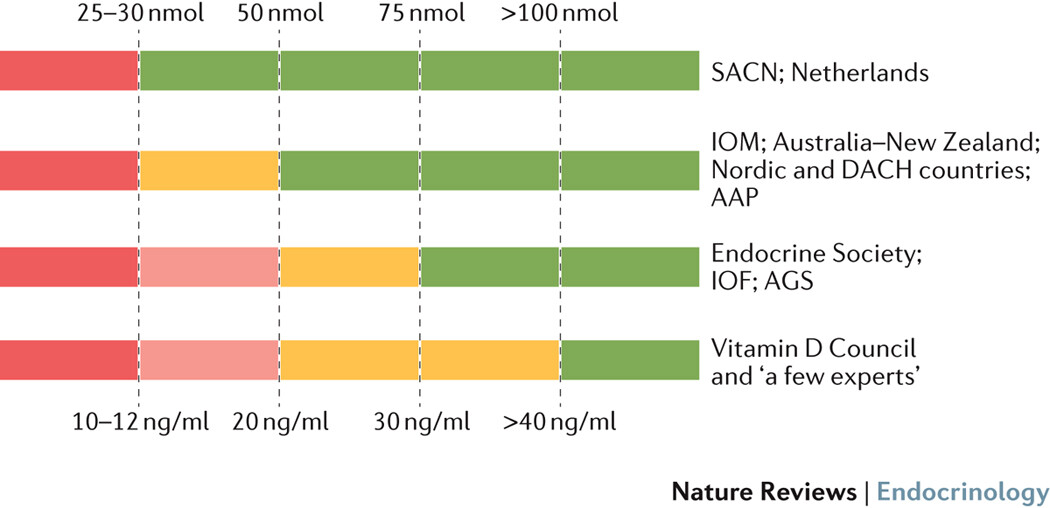 25–30 nmol 50 nmol 75 nmol >100 nmol
SACN; Netherlands
IOM; Australia–New Zealand;
Nordic and DACH countries;
AAP
Endocrine Society;
IOF; AGS
Vitamin D Council
and ‘a few experts’
10–12 ng/ml 20 ng/ml 30 ng/ml >40 ng/ml
Nature Reviews | Endocrinology